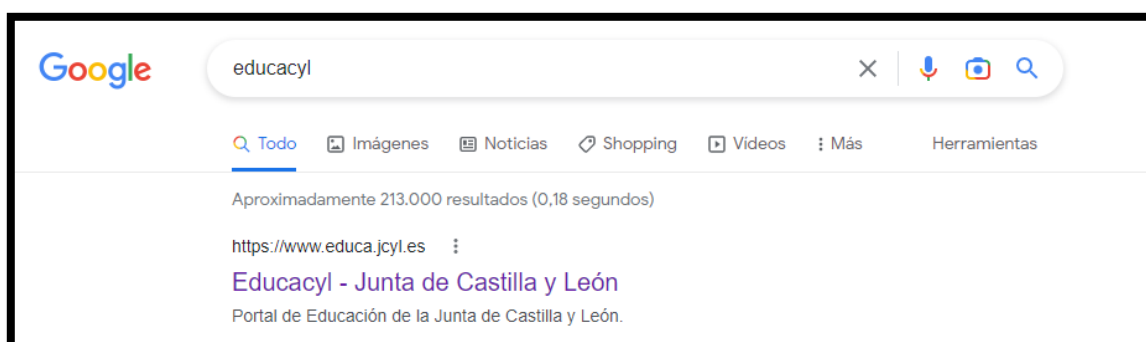 Google educacyl
Todo Imágenes Noticias Shopping Vídeos Más Herramientas
Aproximadamente 213.000 resultados (0,18 segundos)
https://www.educa.jcyl.es
Educacyl - Junta de Castilla y León
Portal de Educación de la Junta de Castilla y León.